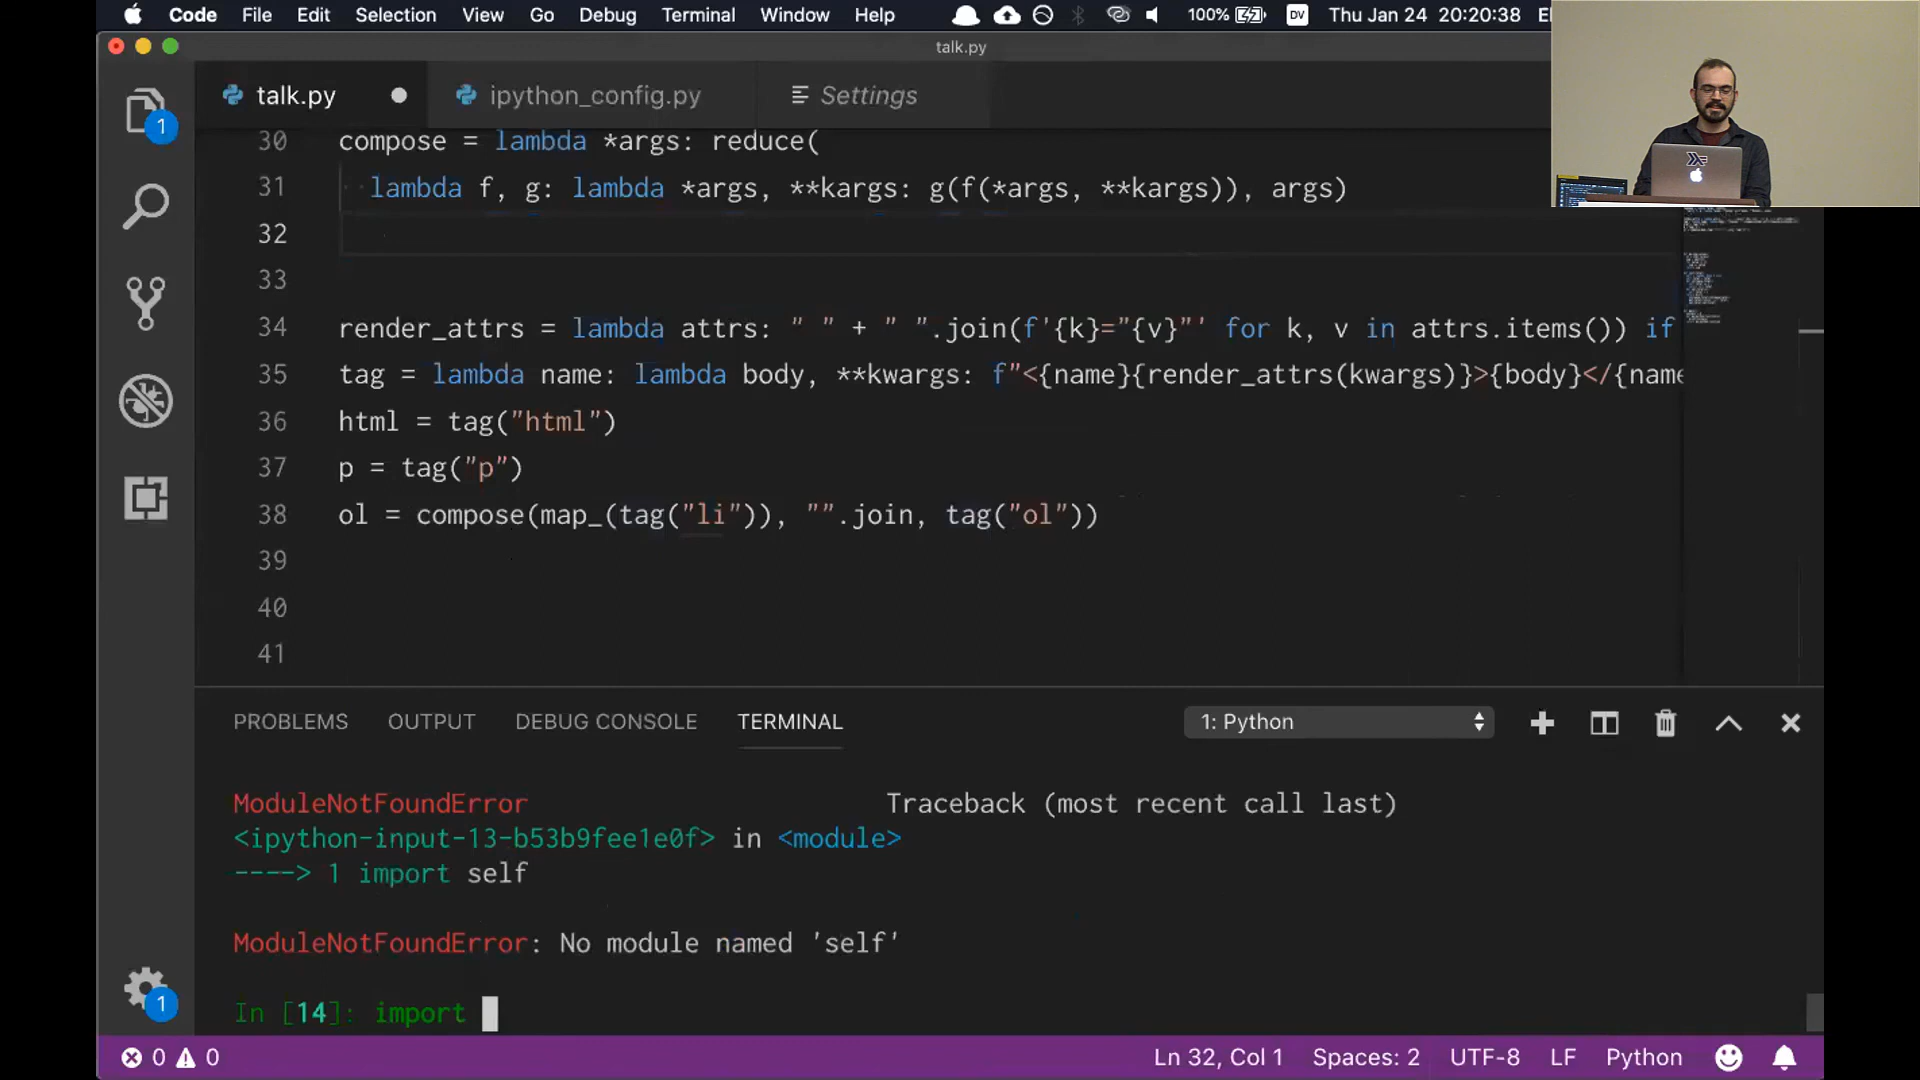 Code File Edit Selection View Go Debug Terminal Window Help 100% DV Thu Jan 24 20:20:38
talk.py
talk.py ipython_config.py Settings
30 compose = lambda *args: reduce(
31 lambda f, g: lambda *args, **kargs: g(f(*args, **kargs)), args)
32
33
34 render_attrs = lambda attrs: " " + " ".join(f'{k}="{v}"' for k, v in attrs.items()) if
35 tag = lambda name: lambda body, **kwargs: f"<{name}{render_attrs(kwargs)}>{body}</{name
36 html = tag("html")
37 p = tag("p")
38 ol = compose(map_(tag("li")), "".join, tag("ol"))
39
40
41
1
1
PROBLEMS OUTPUT DEBUG CONSOLE TERMINAL 1: Python
ModuleNotFoundError Traceback (most recent call last)
<ipython-input-13-b53b9fee1e0f> in <module>
----> 1 import self
ModuleNotFoundError: No module named 'self'
In [14]: import
0 0 Ln 32, Col 1 Spaces: 2 UTF-8 LF Python